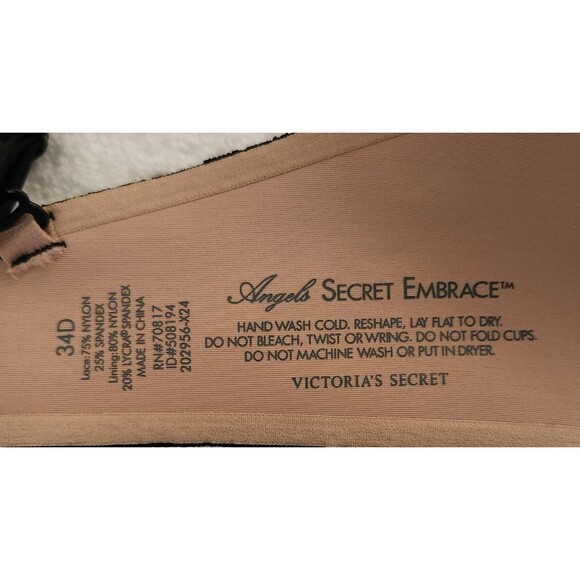 34D
Lace:75% NYLON
25% SPANDEX
Lining:80% NYLON
20% LYCRA® SPANDEX
MADE IN CHINA
RN#70817
ID#508194
202956-X24
Angels SECRET EMBRACE™
HAND WASH COLD. RESHAPE, LAY FLAT TO DRY.
DO NOT BLEACH, TWIST OR WRING. DO NOT FOLD CUPS.
DO NOT MACHINE WASH OR PUT IN DRYER.
VICTORIA'S SECRET